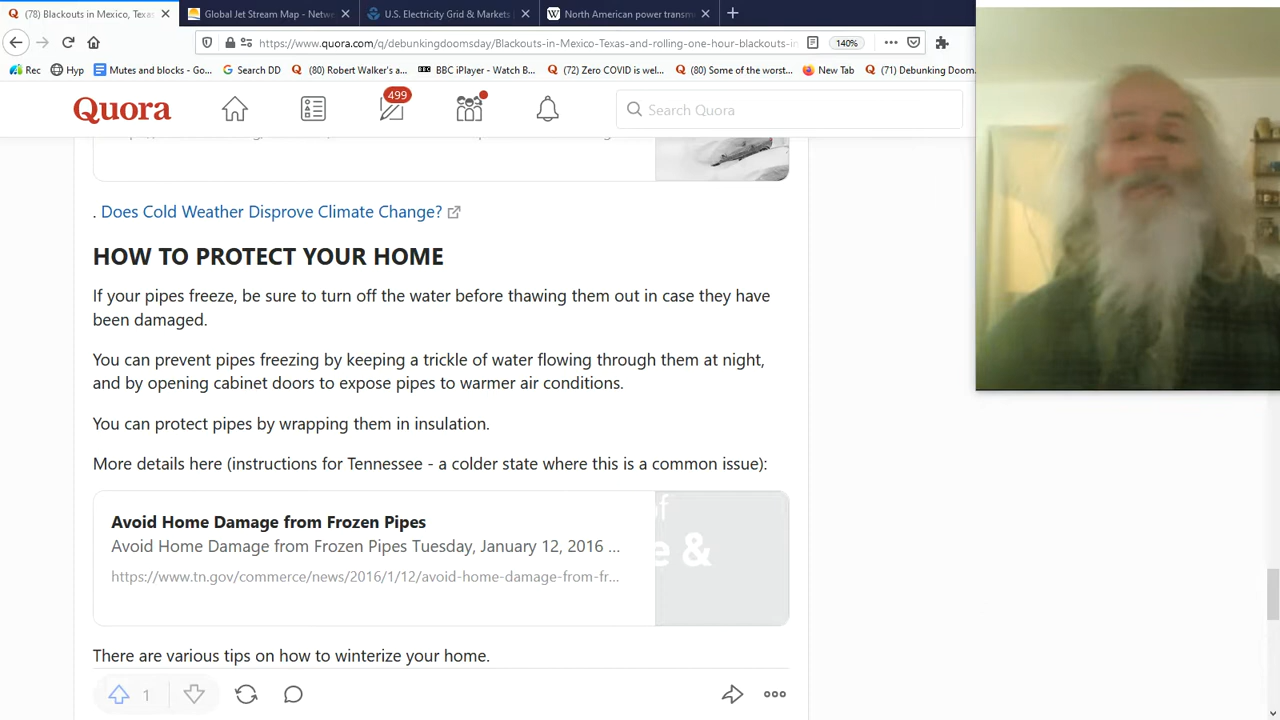 (78) Blackouts in Mexico, Texa
Global Jet Stream Map - Netw
U.S. Electricity Grid & Markets
North American power transm
https://www.quora.com/q/debunkingdoomsday/Blackouts-in-Mexico-Texas-and-rolling-one-hour-blackouts-in
140%
Rec
Hyp
Mutes and blocks - Go...
Search DD
(80) Robert Walker's a...
BBC iPlayer - Watch B...
(72) Zero COVID is wel...
(80) Some of the worst...
New Tab
(71) Debunking Doom
Quora
499
Search Quora
. Does Cold Weather Disprove Climate Change?
HOW TO PROTECT YOUR HOME
If your pipes freeze, be sure to turn off the water before thawing them out in case they have
been damaged.
You can prevent pipes freezing by keeping a trickle of water flowing through them at night,
and by opening cabinet doors to expose pipes to warmer air conditions.
You can protect pipes by wrapping them in insulation.
More details here (instructions for Tennessee - a colder state where this is a common issue):
Avoid Home Damage from Frozen Pipes
Avoid Home Damage from Frozen Pipes Tuesday, January 12, 2016 ...
https://www.tn.gov/commerce/news/2016/1/12/avoid-home-damage-from-fr...
of
e &
There are various tips on how to winterize your home.
1